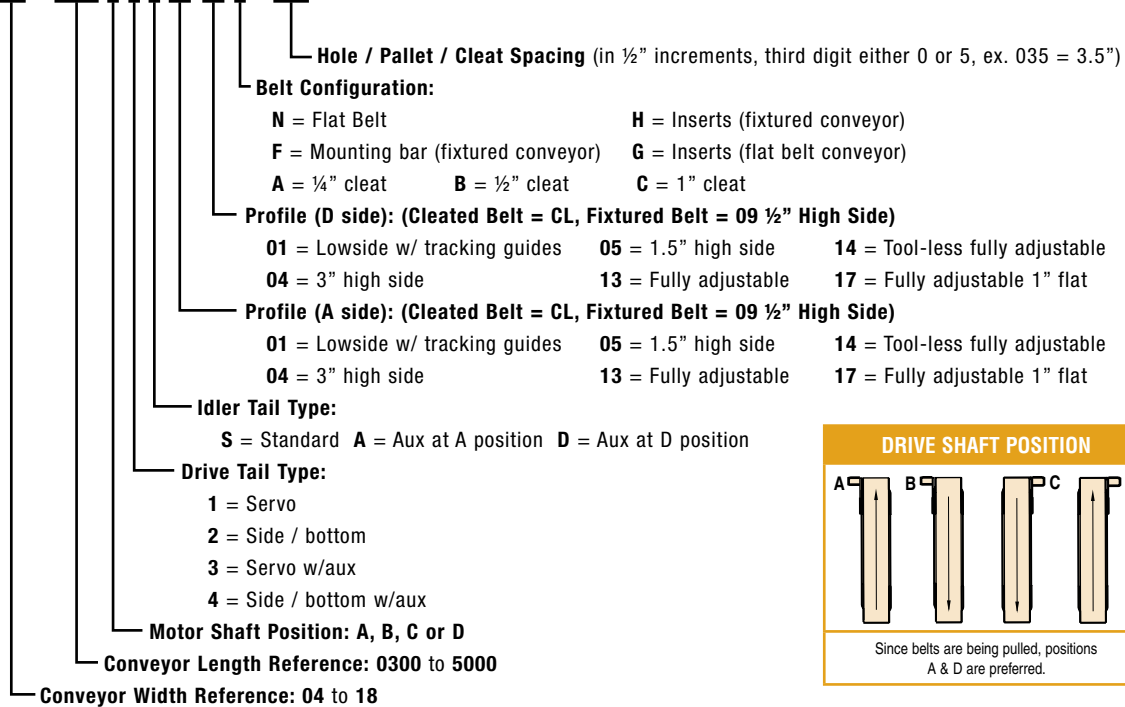 Hole / Pallet / Cleat Spacing (in ½” increments, third digit either 0 or 5, ex. 035 = 3.5”)
Belt Configuration:
N = Flat Belt H = Inserts (fixtured conveyor)
F = Mounting bar (fixtured conveyor) G = Inserts (flat belt conveyor)
A = ¼” cleat B = ½” cleat C = 1” cleat
Profile (D side): (Cleated Belt = CL, Fixtured Belt = 09 ½” High Side)
01 = Lowside w/ tracking guides 05 = 1.5” high side 14 = Tool-less fully adjustable
04 = 3” high side 13 = Fully adjustable 17 = Fully adjustable 1” flat
Profile (A side): (Cleated Belt = CL, Fixtured Belt = 09 ½” High Side)
01 = Lowside w/ tracking guides 05 = 1.5” high side 14 = Tool-less fully adjustable
04 = 3” high side 13 = Fully adjustable 17 = Fully adjustable 1” flat
Idler Tail Type:
S = Standard A = Aux at A position D = Aux at D position
Drive Tail Type:
1 = Servo
2 = Side / bottom
3 = Servo w/aux
4 = Side / bottom w/aux
Motor Shaft Position: A, B, C or D
Conveyor Length Reference: 0300 to 5000
Conveyor Width Reference: 04 to 18
DRIVE SHAFT POSITION
A B C
Since belts are being pulled, positions
A & D are preferred.